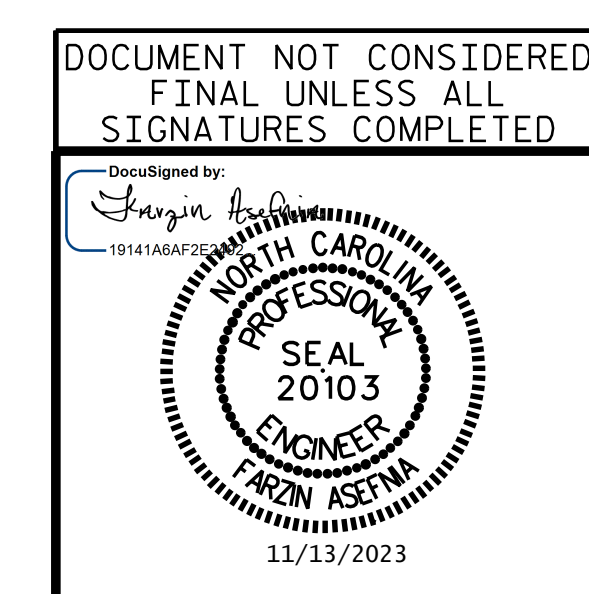 DOCUMENT NOT CONSIDERED
FINAL UNLESS ALL
SIGNATURES COMPLETED
DocuSigned by:
Farzin Asefnia
19141A6AF2E2492...
NORTH CAROLINA
PROFESSIONAL
SEAL
20103
ENGINEER
FARZIN ASEFNIA
11/13/2023